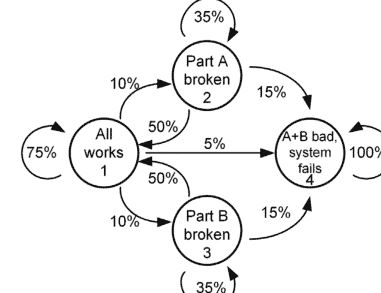 35%
Part A
broken
2
10%
15%
50%
All
works
1
75%
5%
A+B bad,
system
fails
4
100%
50%
10%
Part B
broken
3
15%
35%